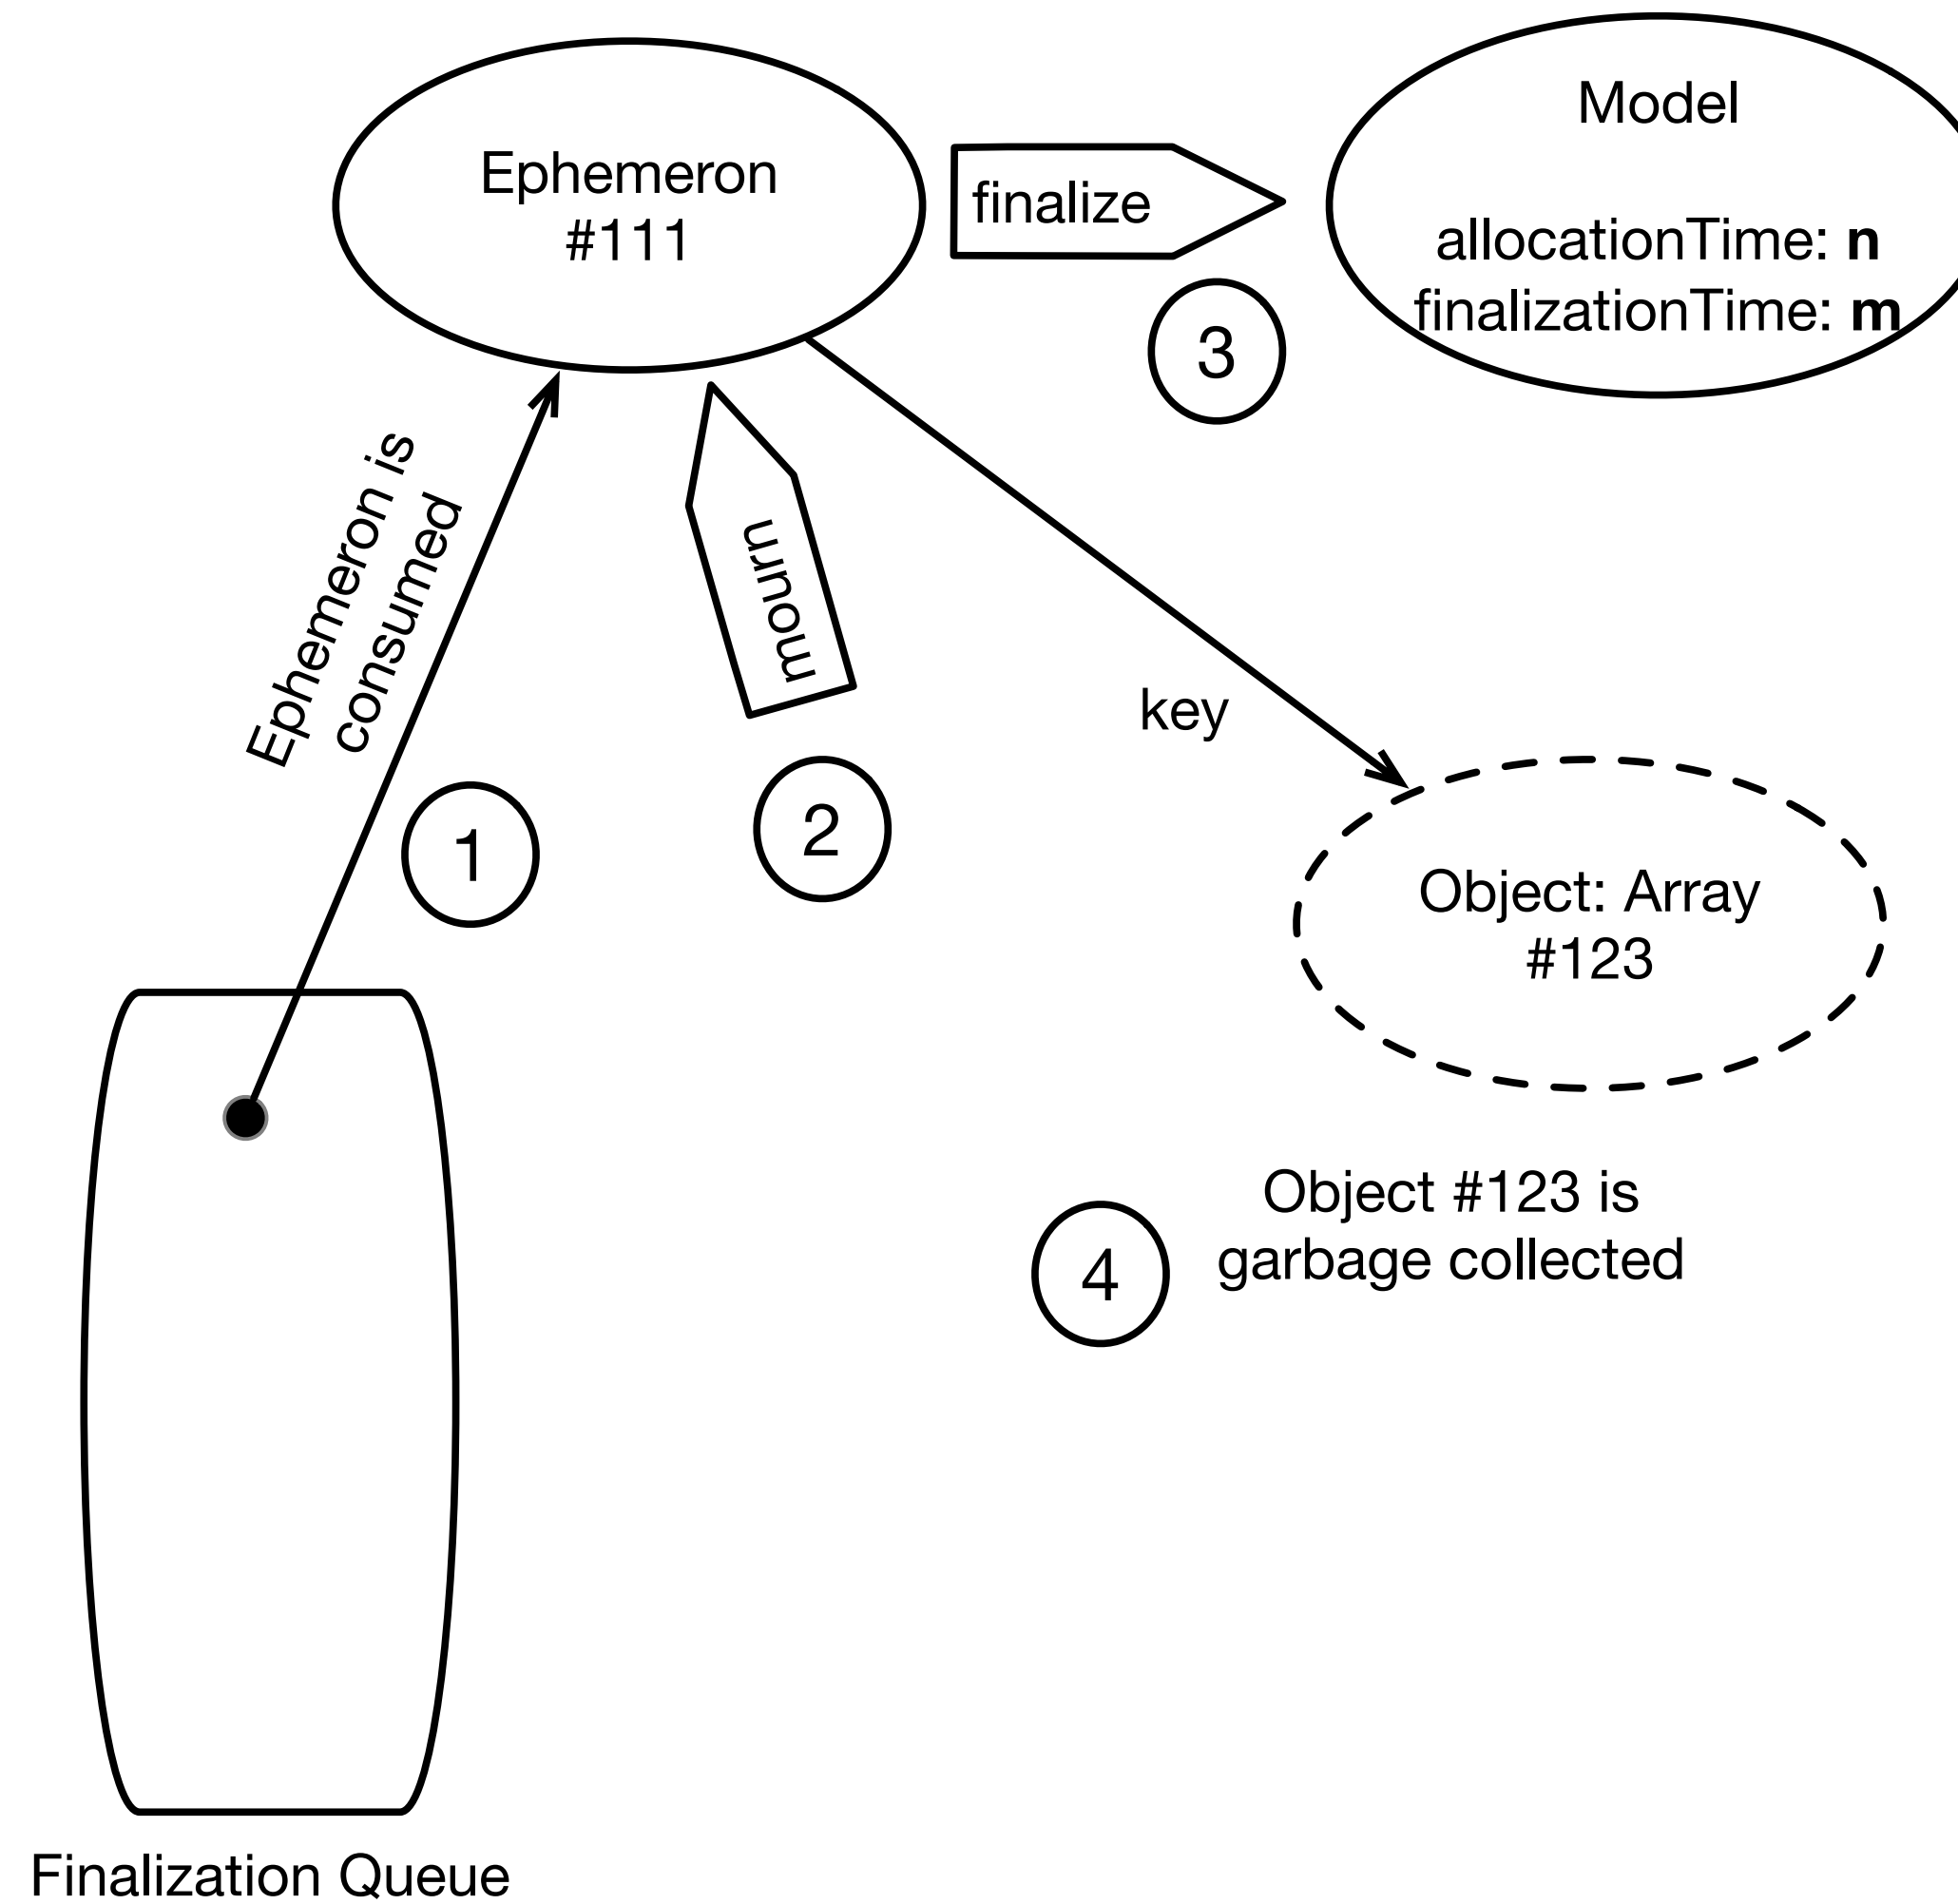 Ephemeron
#111
finalize
Model
allocationTime: n
finalizationTime: m
3
Ephemeron is
consumed
mourn
key
1
2
Object: Array
#123
4
Object #123 is
garbage collected
Finalization Queue